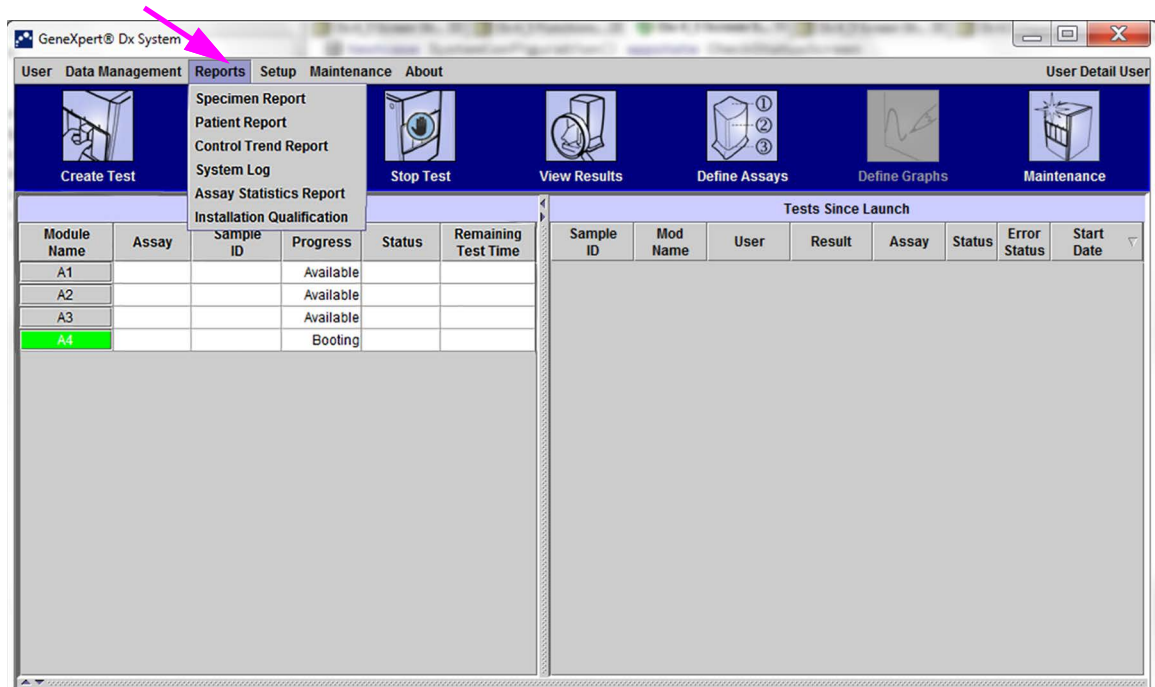 GeneXpert® Dx System
User Data Management Reports Setup Maintenance About User Detail User
Specimen Report
Patient Report
Control Trend Report
System Log
Assay Statistics Report
Installation Qualification
Create Test Stop Test View Results Define Assays Define Graphs Maintenance
1
2
3
Tests Since Launch
Module Name Assay Sample ID Progress Status Remaining Test Time
A1 Available
A2 Available
A3 Available
A4 Booting
Sample ID Mod Name User Result Assay Status Error Status Start Date